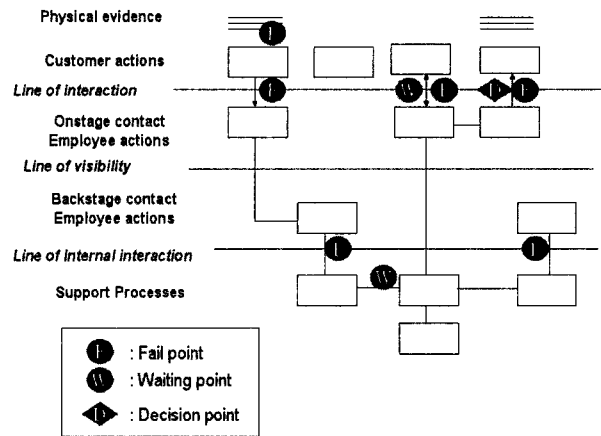 Physical evidence
F
Customer actions
Line of interaction
F
W
F
D
F
Onstage contact
Employee actions
Line of visibility
Backstage contact
Employee actions
Line of Internal interaction
F
F
Support Processes
W
F : Fail point
W : Waiting point
D : Decision point